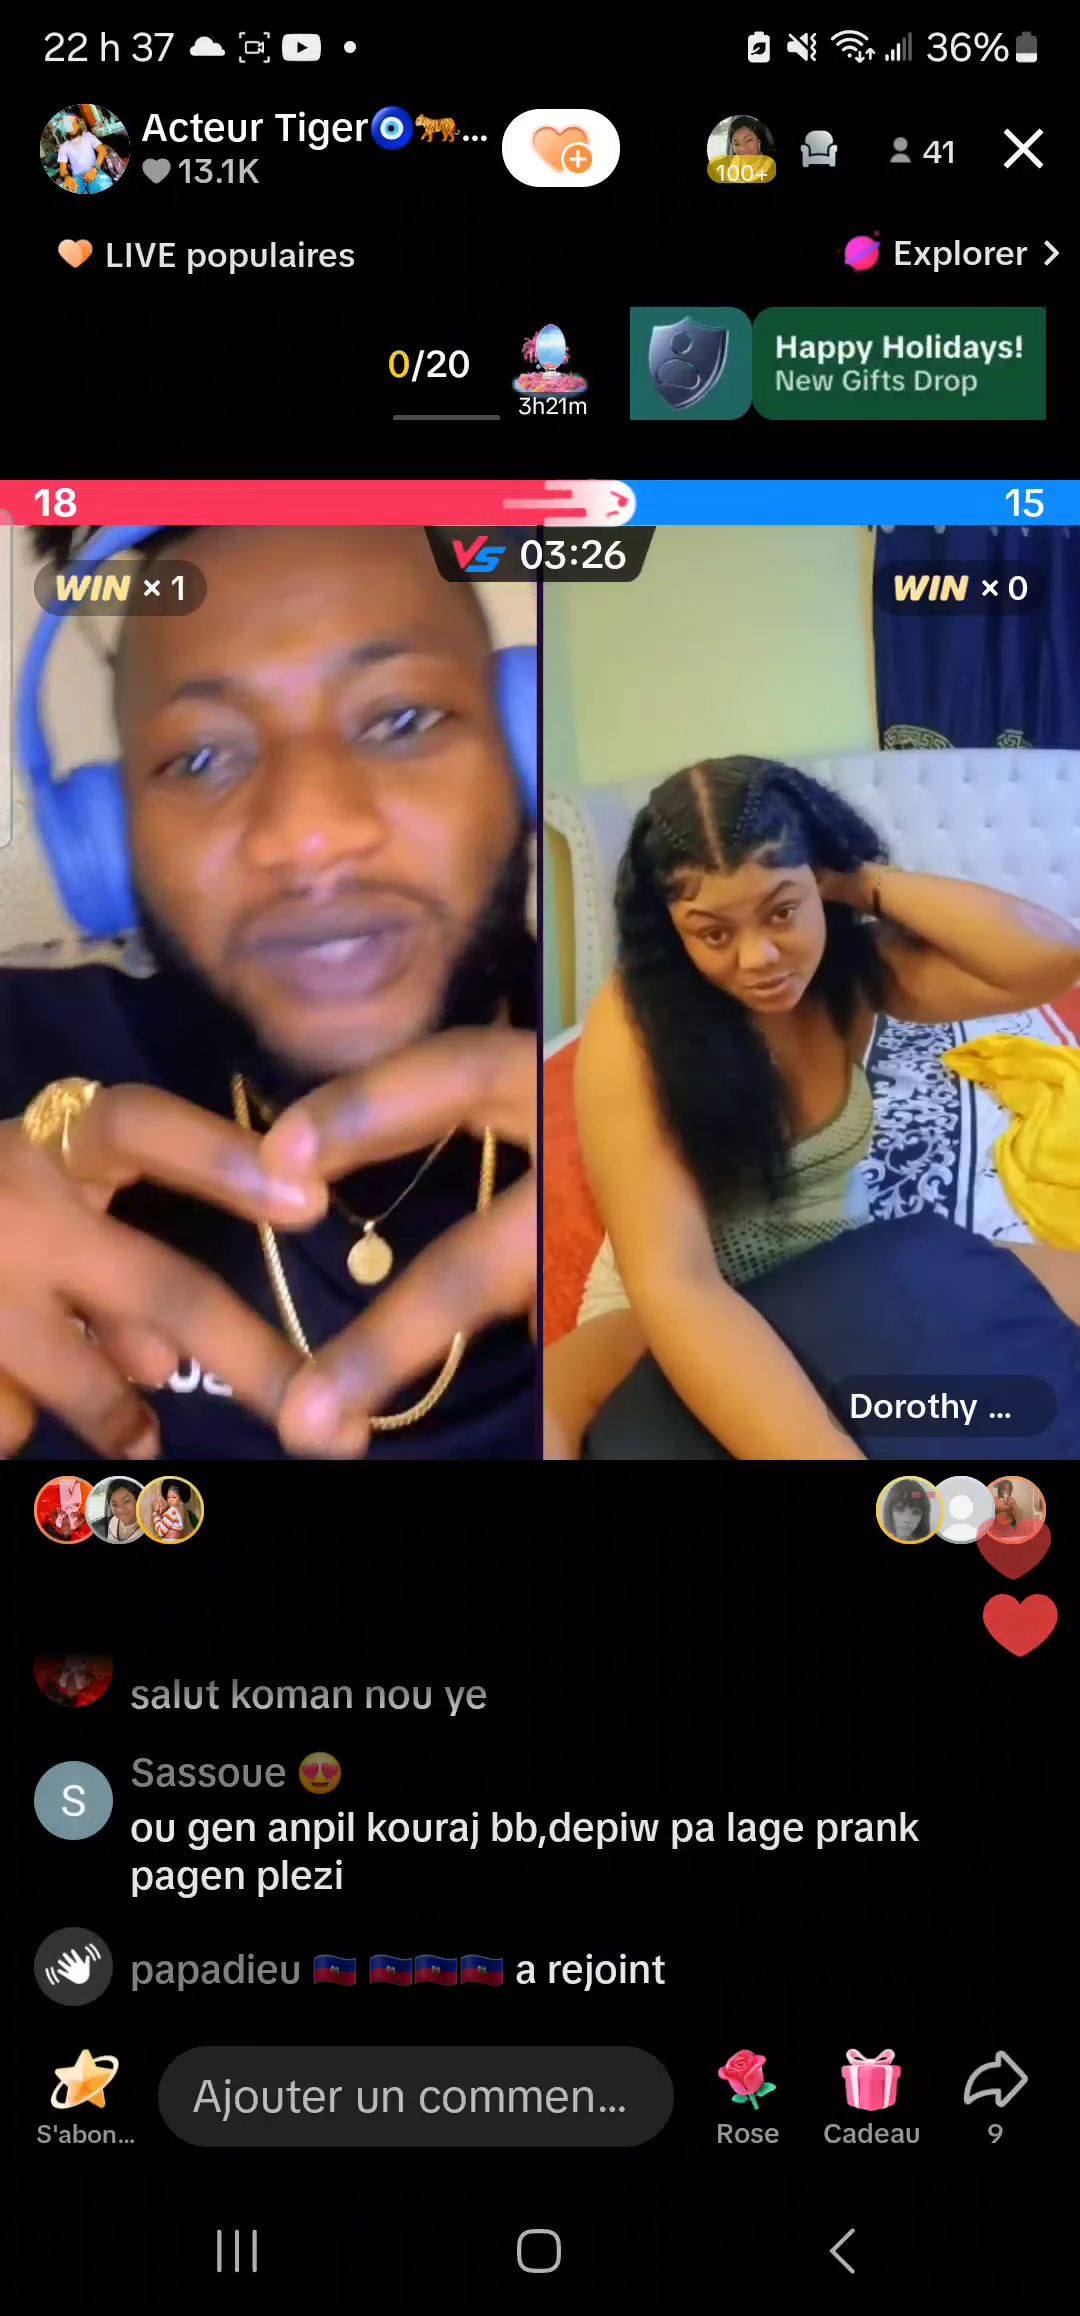 22 h 37
36%
Acteur Tiger🧿🐅...
13.1K
100+
41
LIVE populaires
Explorer
0/20
3h21m
Happy Holidays!
New Gifts Drop
18
15
VS 03:26
WIN × 1
WIN × 0
Dorothy ...
salut koman nou ye
Sassoue 😍
S
ou gen anpil kouraj bb,depiw pa lage prank
pagen plezi
papadieu 🇭🇹 🇭🇹🇭🇹🇭🇹 a rejoint
Ajouter un commen...
S'abon...
Rose
Cadeau
9